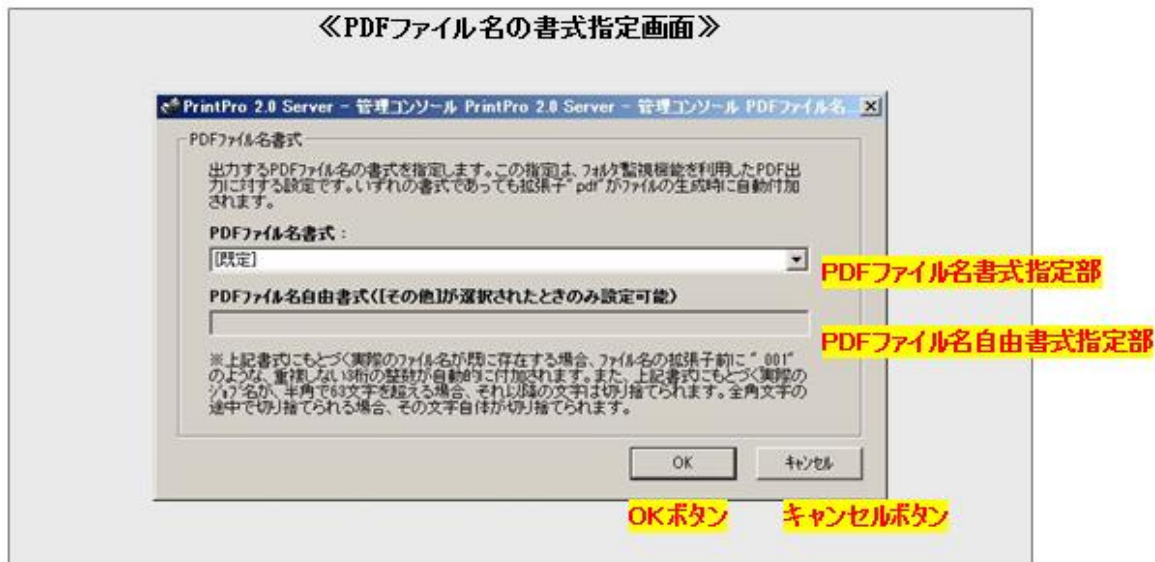 ≪PDFファイル名の書式指定画面≫
PrintPro 2.0 Server - 管理コンソール PrintPro 2.0 Server - 管理コンソール PDFファイル名
PDFファイル名書式
出力するPDFファイル名の書式を指定します。この指定は、フォルダ監視機能を利用したPDF出
力に対する設定です。いずれの書式であっても拡張子"pdf"がファイルの生成時に自動付加
されます。
PDFファイル名書式：
[既定]
PDFファイル名書式指定部
PDFファイル名自由書式([その他]が選択されたときのみ設定可能)
PDFファイル名自由書式指定部
※上記書式にもとづく実際のファイル名が既に存在する場合、ファイル名の拡張子前に"_001"
のような、重複しない3桁の整数が自動的に付加されます。また、上記書式にもとづく実際の
ジョブ名が、半角で63文字を超える場合、それ以降の文字は切り捨てられます。全角文字の
途中で切り捨てられる場合、その文字自体が切り捨てられます。
OK
キャンセル
OKボタン
キャンセルボタン